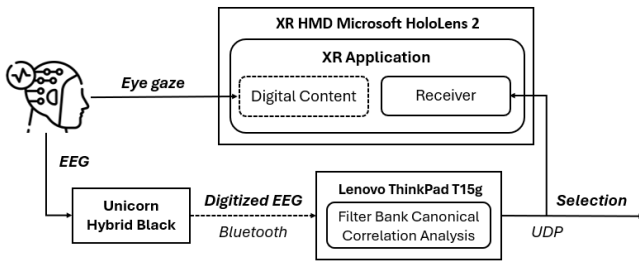 XR HMD Microsoft HoloLens 2
XR Application
Eye gaze
Digital Content
Receiver
EEG
Unicorn
Hybrid Black
Digitized EEG
Bluetooth
Lenovo ThinkPad T15g
Filter Bank Canonical
Correlation Analysis
Selection
UDP